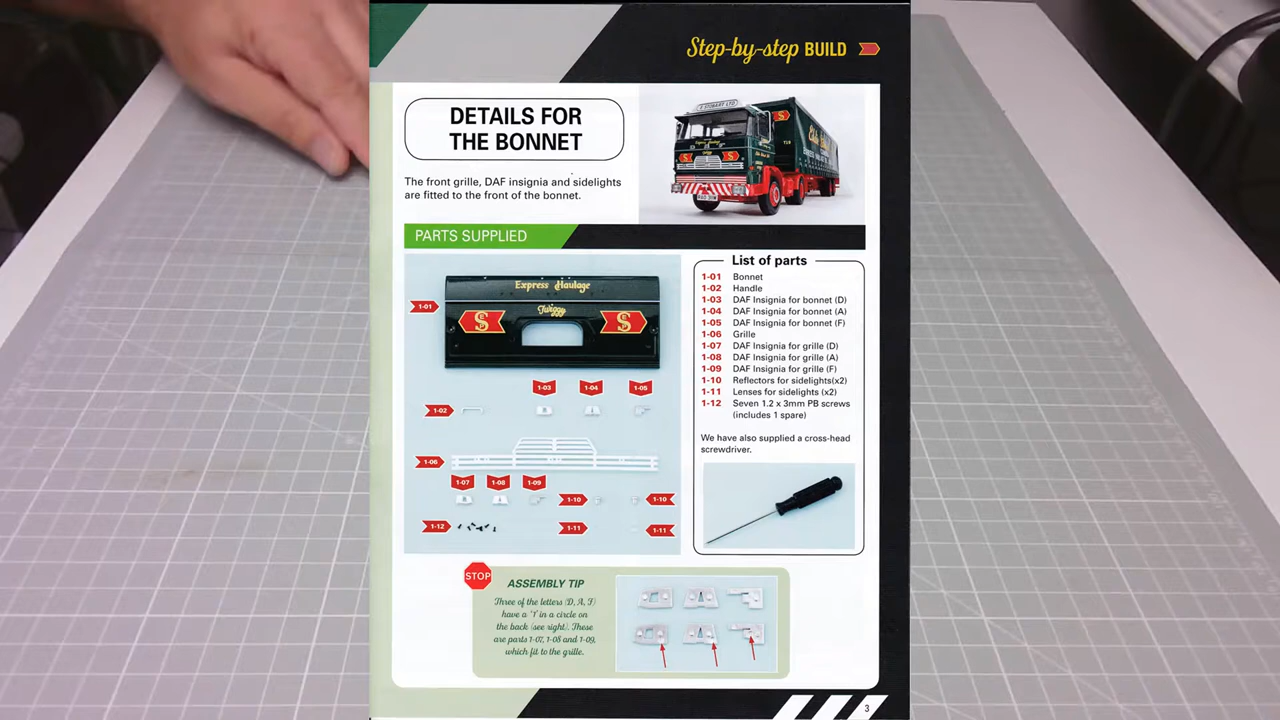 Step-by-step BUILD
DETAILS FOR
THE BONNET
The front grille, DAF insignia and sidelights
are fitted to the front of the bonnet.
E STOBART LTD
Express Haulage
Twiggy
S
S
S
PARTS SUPPLIED
1-01
Express Haulage
Twiggy
S
S
1-03
1-04
1-05
1-02
1-06
1-07
1-08
1-09
1-10
1-10
1-12
1-11
1-11
List of parts
1-01 Bonnet
1-02 Handle
1-03 DAF Insignia for bonnet (D)
1-04 DAF Insignia for bonnet (A)
1-05 DAF Insignia for bonnet (F)
1-06 Grille
1-07 DAF Insignia for grille (D)
1-08 DAF Insignia for grille (A)
1-09 DAF Insignia for grille (F)
1-10 Reflectors for sidelights(x2)
1-11 Lenses for sidelights (x2)
1-12 Seven 1.2 x 3mm PB screws
(includes 1 spare)
We have also supplied a cross-head
screwdriver.
STOP
ASSEMBLY TIP
Three of the letters (D, A, F)
have a '1' in a circle on
the back (see right). These
are parts 1-07, 1-08 and 1-09,
which fit to the grille.
3